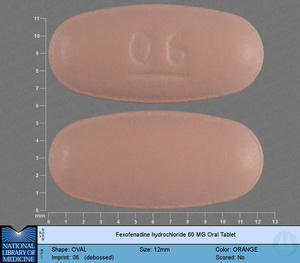 11
10
9
8
7
6
5
4
3
2
1
0
mm
06
0 1 2 3 4 5 6 7 8 9 10 11 12 13
NATIONAL
LIBRARY OF
MEDICINE
Fexofenadine hydrochloride 60 MG Oral Tablet
Shape: OVAL Size: 12mm Color: ORANGE
Imprint: 06 (debossed) Scored: No